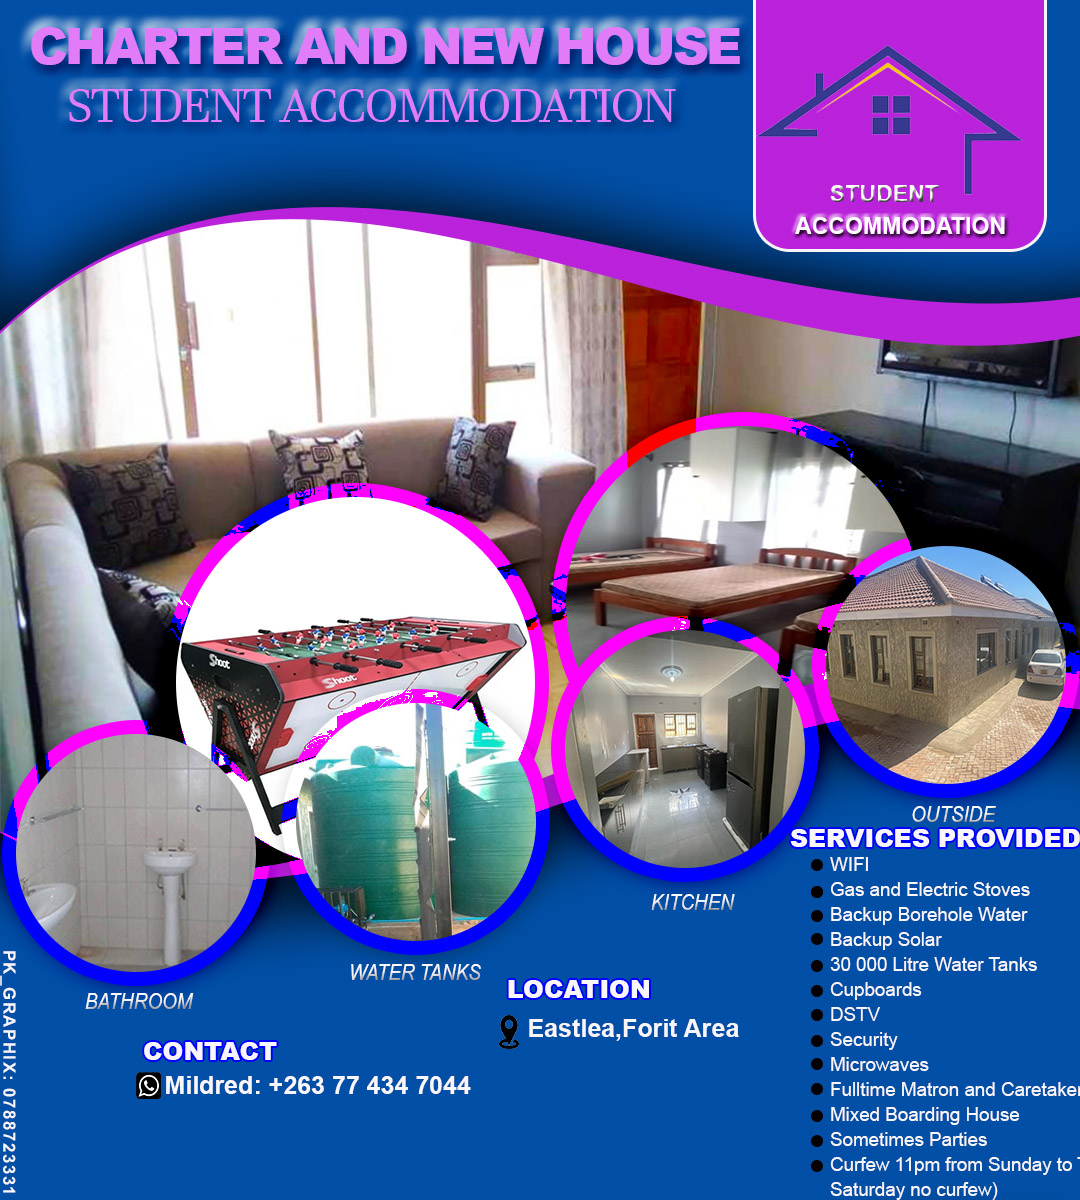 CHARTER AND NEW HOUSE
STUDENT ACCOMMODATION
STUDENT
ACCOMMODATION
Shoot
Shoot
OUTSIDE
KITCHEN
WATER TANKS
BATHROOM
SERVICES PROVIDED
WIFI
Gas and Electric Stoves
Backup Borehole Water
Backup Solar
30 000 Litre Water Tanks
Cupboards
DSTV
Security
Microwaves
Fulltime Matron and Caretaker
Mixed Boarding House
Sometimes Parties
Curfew 11pm from Sunday to
Saturday no curfew)
LOCATION
Eastlea,Forit Area
CONTACT
Mildred: +263 77 434 7044
PK_GRAPHIX: 0788723331